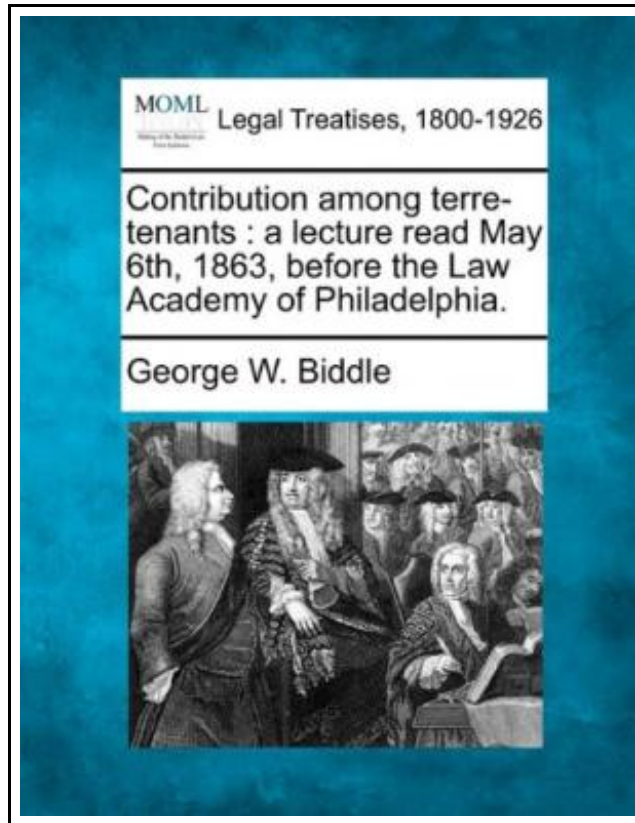 MOML
Legal Treatises, 1800-1926
Contribution among terre-
tenants : a lecture read May
6th, 1863, before the Law
Academy of Philadelphia.
George W. Biddle